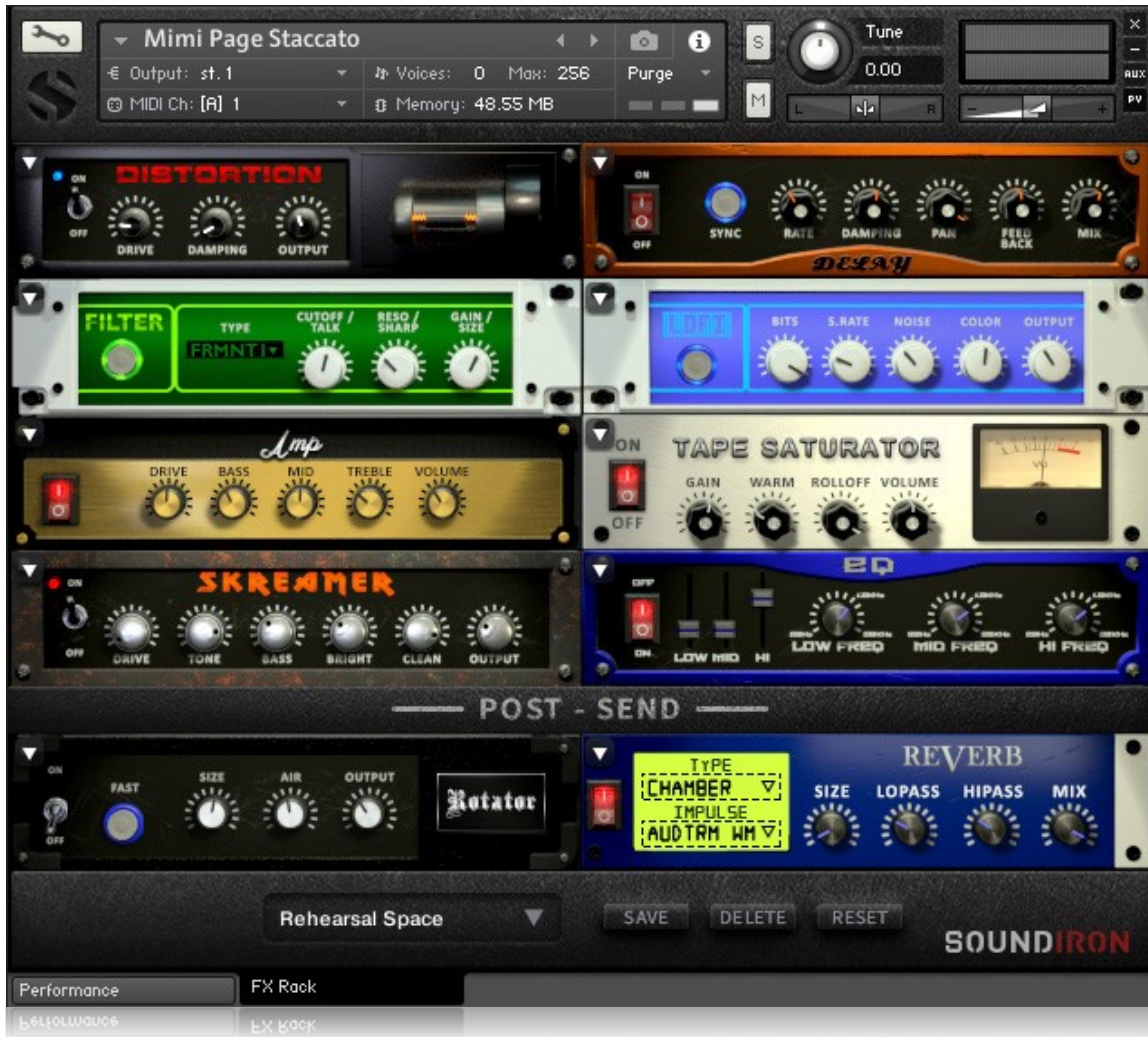 Mimi Page Staccato
Output: st.1
Voices: 0 Max: 256
Purge
MIDI Ch: [A] 1
Memory: 48.55 MB
S
M
Tune
0.00
L R
- +
X
-
AUX
PV
DISTORTION
ON
OFF
DRIVE DAMPING OUTPUT
ON
OFF
SYNC RATE DAMPING PAN FEED BACK MIX
DELAY
FILTER
TYPE
FRMNT I
CUTOFF / TALK
RESO / SHARP
GAIN / SIZE
LOFI
BITS S.RATE NOISE COLOR OUTPUT
Amp
DRIVE BASS MID TREBLE VOLUME
ON
OFF
TAPE SATURATOR
GAIN WARM ROLLOFF VOLUME
VU
SKREAMER
ON
OFF
DRIVE TONE BASS BRIGHT CLEAN OUTPUT
EQ
OFF
ON
LOW MID HI
LOW FREQ MID FREQ HI FREQ
POST - SEND
ON
OFF
FAST
SIZE AIR OUTPUT
Rotator
TYPE
CHAMBER
IMPULSE
AUDTRM WM
REVERB
SIZE LOPASS HIPASS MIX
Rehearsal Space
SAVE DELETE RESET
SOUNDIRON
Performance
FX Rack